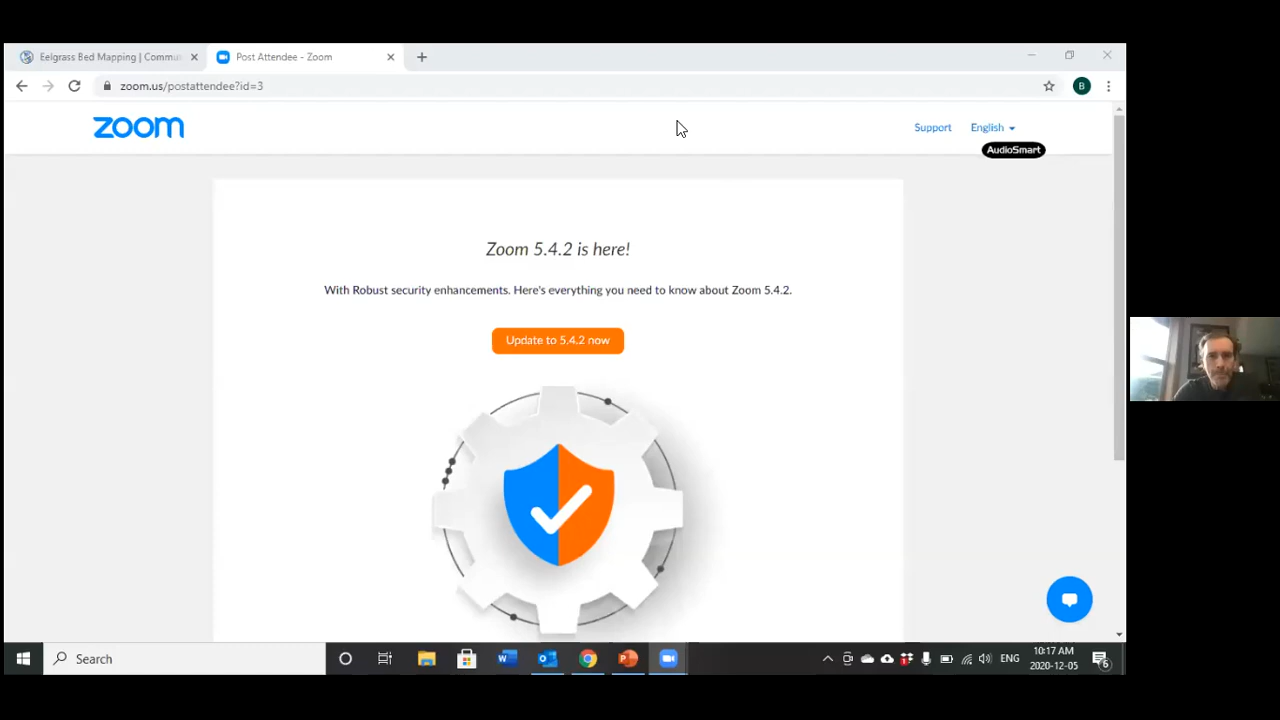 Eelgrass Bed Mapping | Commu
Post Attendee - Zoom
zoom.us/postattendee?id=3
B
zoom
Support
English
AudioSmart
Zoom 5.4.2 is here!
With Robust security enhancements. Here's everything you need to know about Zoom 5.4.2.
Update to 5.4.2 now
Search
ENG
10:17 AM
2020-12-05
6